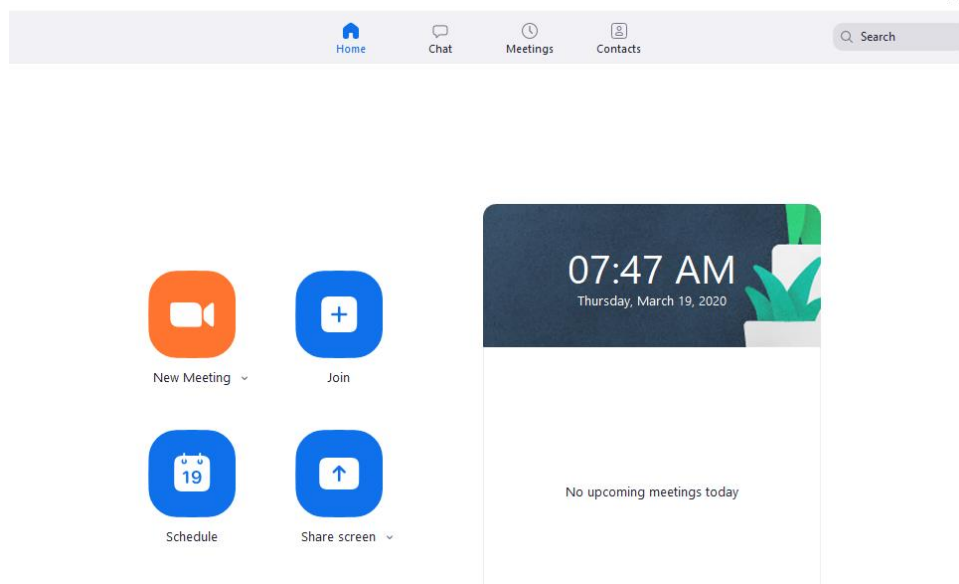 Home
Chat
Meetings
Contacts
Search
07:47 AM
Thursday, March 19, 2020
New Meeting
Join
19
Schedule
Share screen
No upcoming meetings today